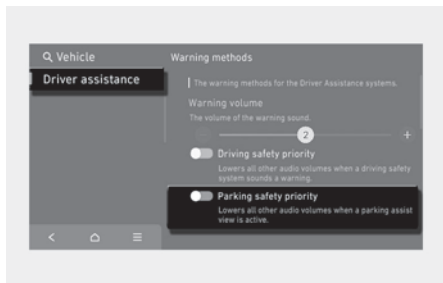 Vehicle
Warning methods
Driver assistance
The warning methods for the Driver Assistance systems.
Warning volume
The volume of the warning sound.
2
Driving safety priority
Lowers all other audio volumes when a driving safety
system sounds a warning.
Parking safety priority
Lowers all other audio volumes when a parking assist
view is active.